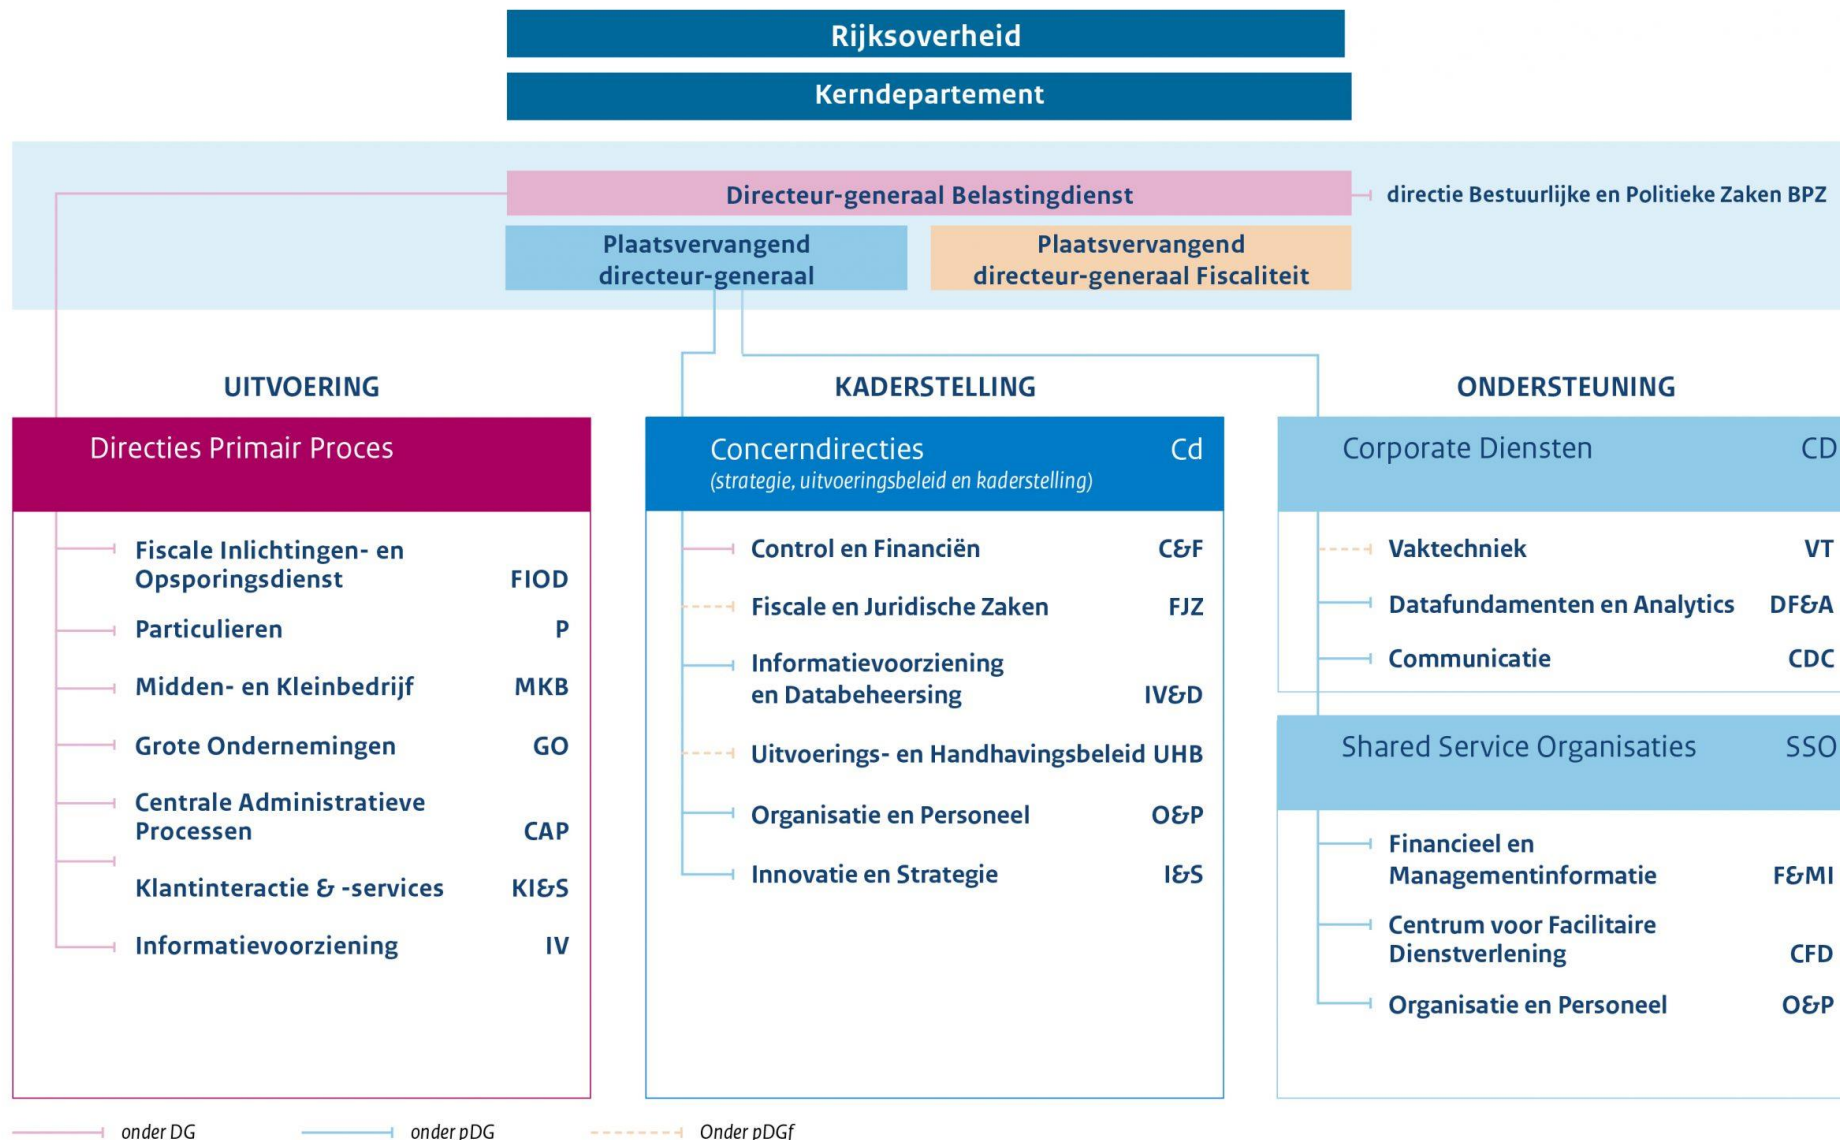 Rijksoverheid
Kerndepartement
Directeur-generaal Belastingdienst
directie Bestuurlijke en Politieke Zaken BPZ
Plaatsvervangend
directeur-generaal
Plaatsvervangend
directeur-generaal Fiscaliteit
UITVOERING
Directies Primair Proces
Fiscale Inlichtingen- en
Opsporingsdienst FIOD
Particulieren P
Midden- en Kleinbedrijf MKB
Grote Ondernemingen GO
Centrale Administratieve
Processen CAP
Klantinteractie & -services KI&S
Informatievoorziening IV
KADERSTELLING
Concerndirecties Cd
(strategie, uitvoeringsbeleid en kaderstelling)
Control en Financiën C&F
Fiscale en Juridische Zaken FJZ
Informatievoorziening
en Databeheersing IV&D
Uitvoerings- en Handhavingsbeleid UHB
Organisatie en Personeel O&P
Innovatie en Strategie I&S
ONDERSTEUNING
Corporate Diensten CD
Vaktechniek VT
Datafundamenten en Analytics DF&A
Communicatie CDC
Shared Service Organisaties SSO
Financieel en
Managementinformatie F&MI
Centrum voor Facilitaire
Dienstverlening CFD
Organisatie en Personeel O&P
onder DG
onder pDG
Onder pDGf